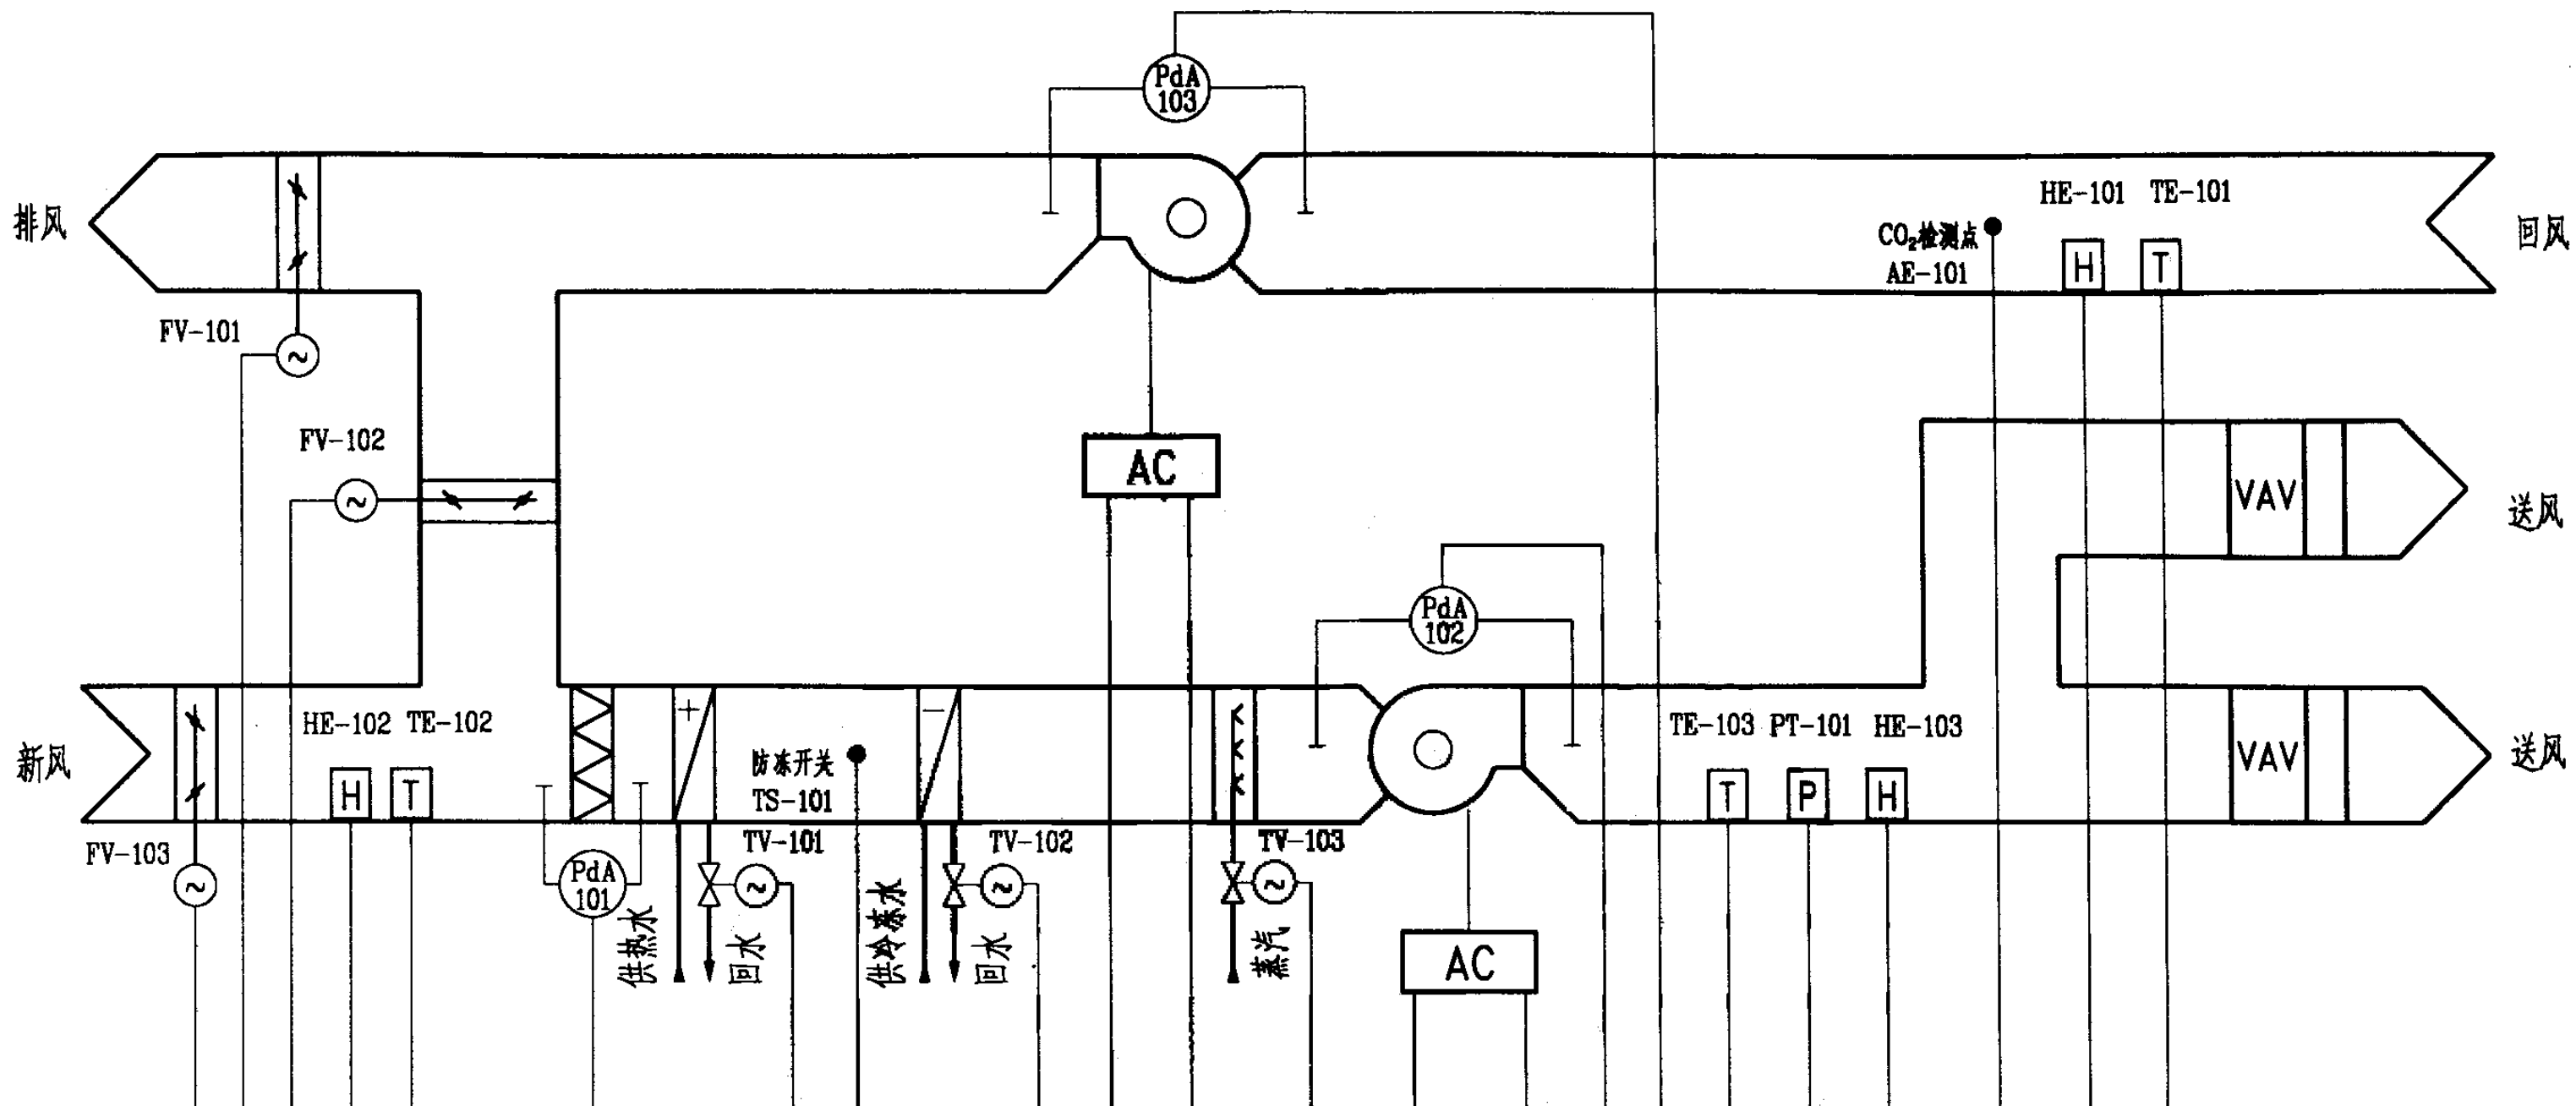 PdA
103
HE-101 TE-101
排风
CO₂检测点
AE-101
H
T
回风
FV-101
~
FV-102
~
AC
VAV
送风
PdA
102
HE-102 TE-102
TE-103 PT-101 HE-103
新风
H
T
+
防冻开关
TS-101
−
T
P
H
VAV
送风
FV-103
~
PdA
101
TV-101
~
TV-102
~
TV-103
~
供热水
回水
供冷冻水
回水
蒸汽
AC